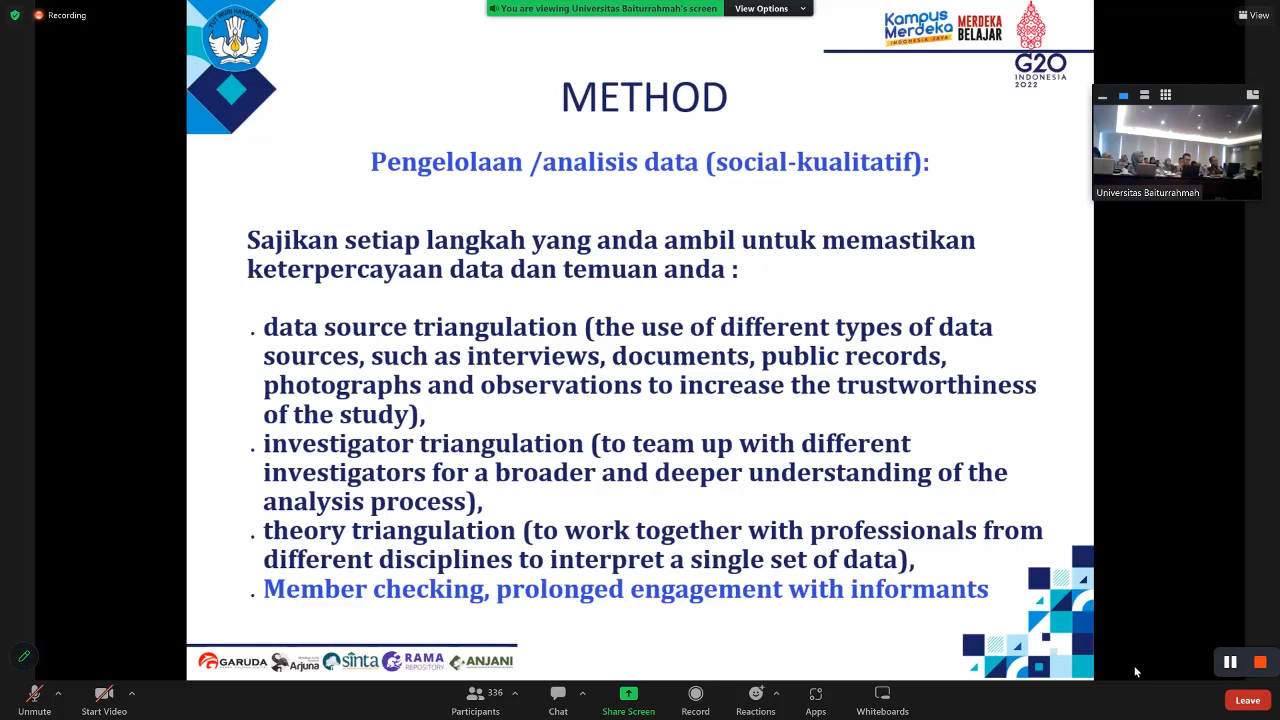 Recording
You are viewing Universitas Baiturrahmah's screen
View Options
View
TUT WURI HANDAYANI
Kampus
Merdeka
INDONESIA JAYA
MERDEKA
BELAJAR
G20
INDONESIA
2022
METHOD
Pengelolaan /analisis data (social-kualitatif):
Universitas Baiturrahmah
Sajikan setiap langkah yang anda ambil untuk memastikan
keterpercayaan data dan temuan anda :
. data source triangulation (the use of different types of data
sources, such as interviews, documents, public records,
photographs and observations to increase the trustworthiness
of the study),
. investigator triangulation (to team up with different
investigators for a broader and deeper understanding of the
analysis process),
. theory triangulation (to work together with professionals from
different disciplines to interpret a single set of data),
. Member checking, prolonged engagement with informants
GARUDA
Arjuna
sinta
RAMA
REPOSITORY
ANJANI
Unmute
Start Video
336
Participants
Chat
Share Screen
Record
Reactions
Apps
Whiteboards
Leave